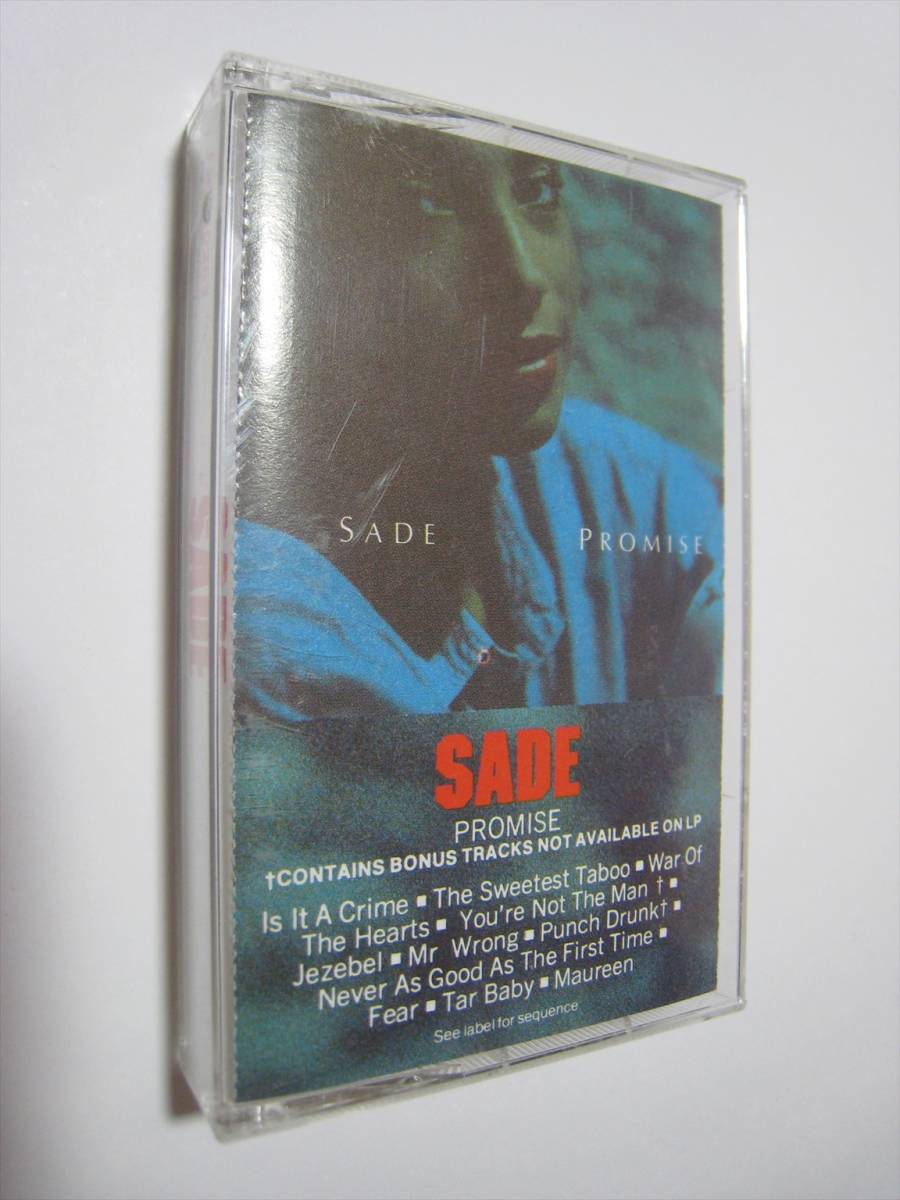 SADE PROMISE
SADE
PROMISE
†CONTAINS BONUS TRACKS NOT AVAILABLE ON LP
Is It A Crime ▪ The Sweetest Taboo ▪ War Of
The Hearts ▪ You're Not The Man † ▪
Jezebel ▪ Mr Wrong ▪ Punch Drunk† ▪
Never As Good As The First Time ▪
Fear ▪ Tar Baby ▪ Maureen
See label for sequence